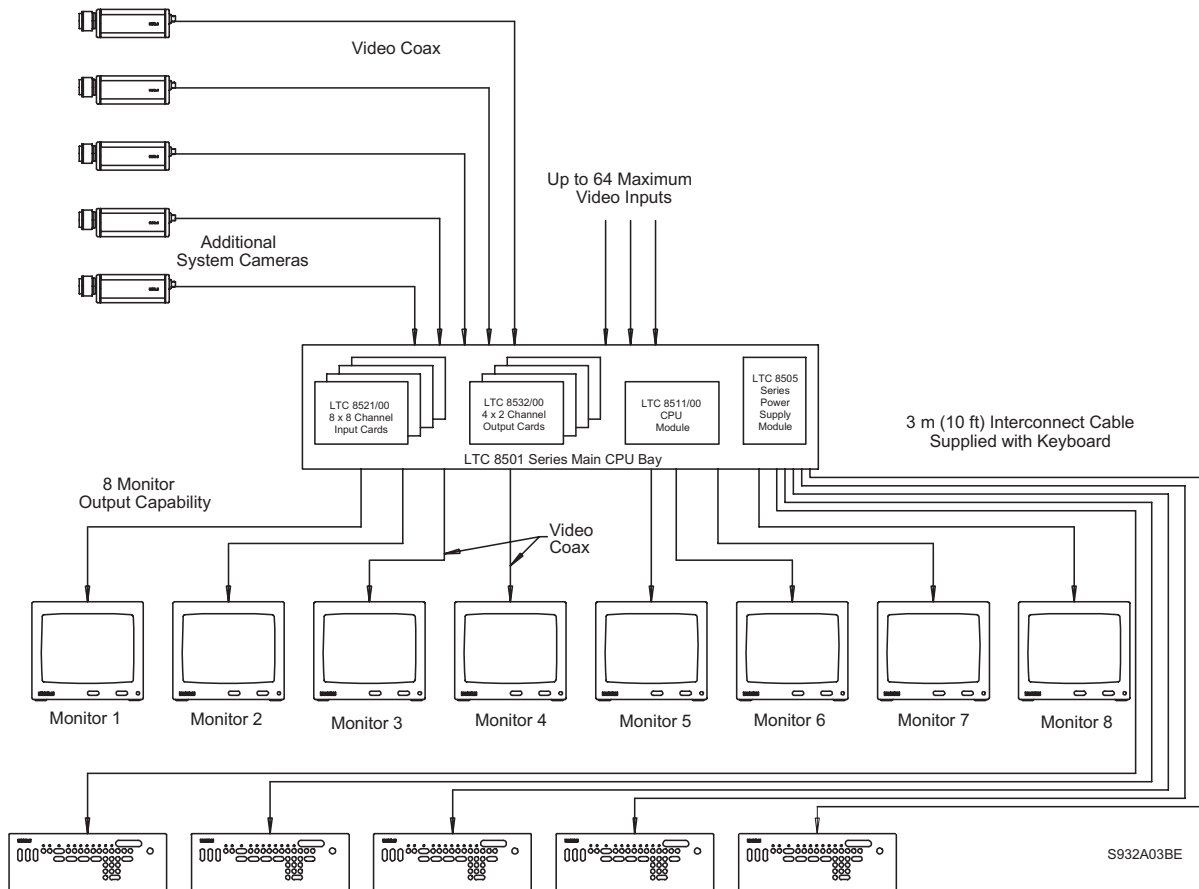 Video Coax
Up to 64 Maximum
Video Inputs
Additional
System Cameras
LTC 8521/00
8 x 8 Channel
Input Cards
LTC 8532/00
4 x 2 Channel
Output Cards
LTC 8511/00
CPU
Module
LTC 8505
Series
Power
Supply
Module
LTC 8501 Series Main CPU Bay
3 m (10 ft) Interconnect Cable
Supplied with Keyboard
8 Monitor
Output Capability
Video
Coax
Monitor 1
Monitor 2
Monitor 3
Monitor 4
Monitor 5
Monitor 6
Monitor 7
Monitor 8
S932A03BE